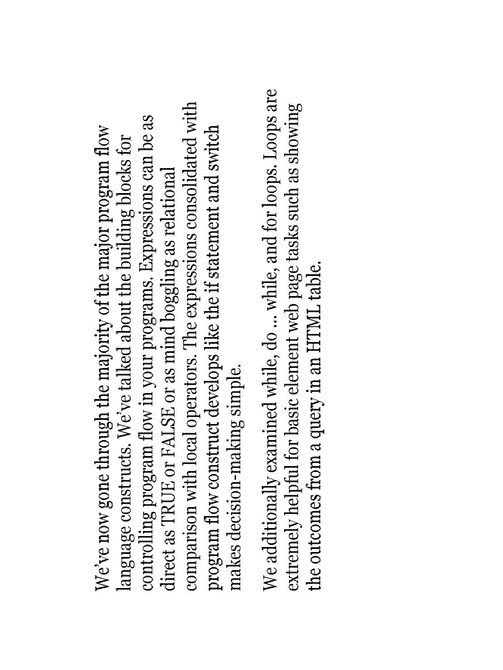 We've now gone through the majority of the major program flow
language constructs. We've talked about the building blocks for
controlling program flow in your programs. Expressions can be as
direct as TRUE or FALSE or as mind boggling as relational
comparison with local operators. The expressions consolidated with
program flow construct develops like the if statement and switch
makes decision-making simple.
We additionally examined while, do ... while, and for loops. Loops are
extremely helpful for basic element web page tasks such as showing
the outcomes from a query in an HTML table.